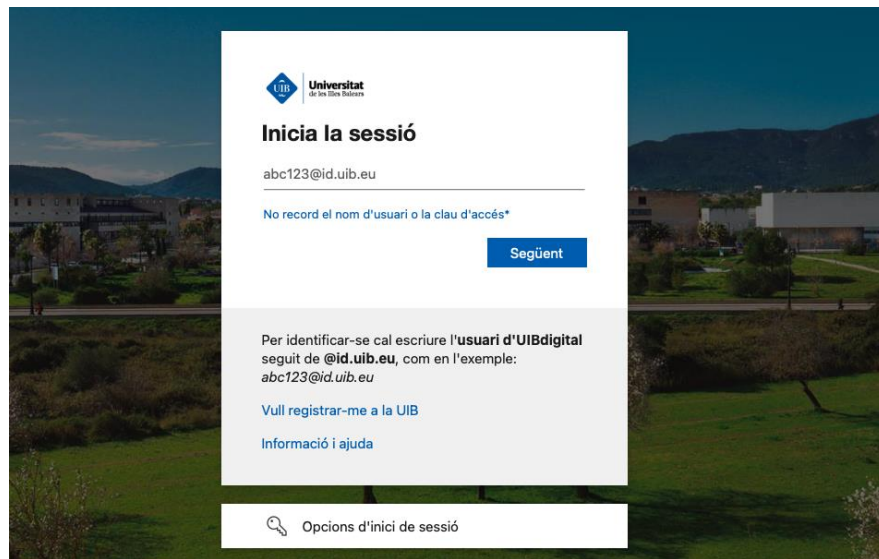 UIB
Universitat
de les Illes Balears
Inicia la sessió
abc123@id.uib.eu
No record el nom d'usuari o la clau d'accés*
Següent
Per identificar-se cal escriure l'usuari d'UIBdigital
seguit de @id.uib.eu, com en l'exemple:
abc123@id.uib.eu
Vull registrar-me a la UIB
Informació i ajuda
Opcions d'inici de sessió